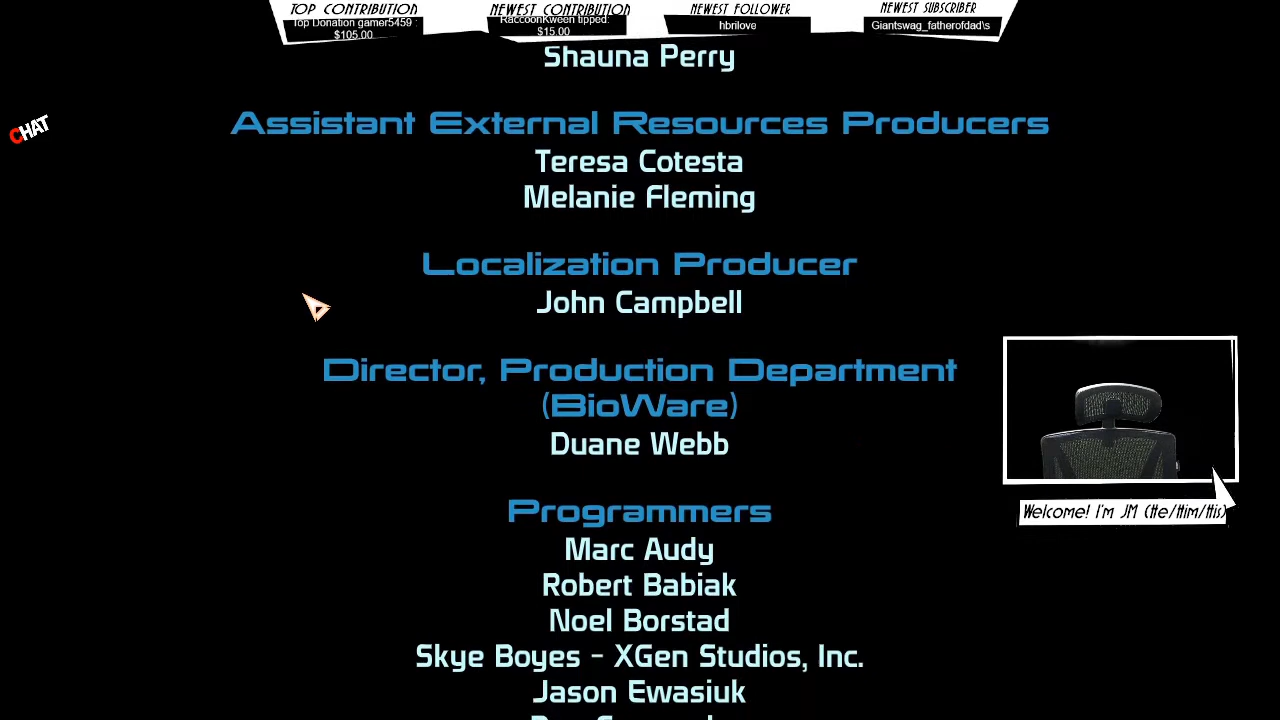 TOP CONTRIBUTION
NEWEST CONTRIBUTION
NEWEST FOLLOWER
NEWEST SUBSCRIBER
Top Donation gamer5459 :
$105.00
RaccoonKween tipped:
$15.00
hbrilove
Giantswag_fatherofdad\s
Shauna Perry
CHAT
Assistant External Resources Producers
Teresa Cotesta
Melanie Fleming
Localization Producer
John Campbell
Director, Production Department
(BioWare)
Duane Webb
Welcome! I'm JM (He/Him/His)
Programmers
Marc Audy
Robert Babiak
Noel Borstad
Skye Boyes - XGen Studios, Inc.
Jason Ewasiuk